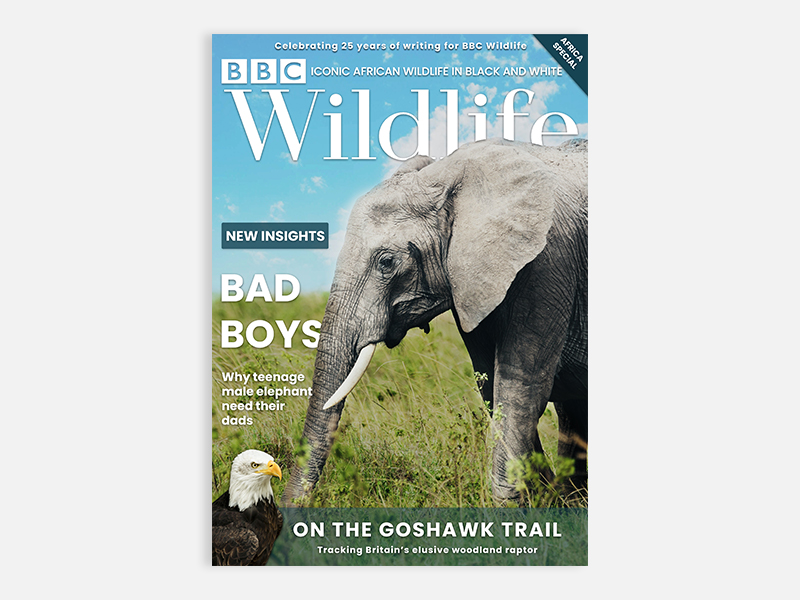 Celebrating 25 years of writing for BBC Wildlife
AFRICA
SPECIAL
BBC ICONIC AFRICAN WILDLIFE IN BLACK AND WHITE
Wildlife
NEW INSIGHTS
BAD
BOYS
Why teenage
male elephant
need their
dads
ON THE GOSHAWK TRAIL
Tracking Britain's elusive woodland raptor